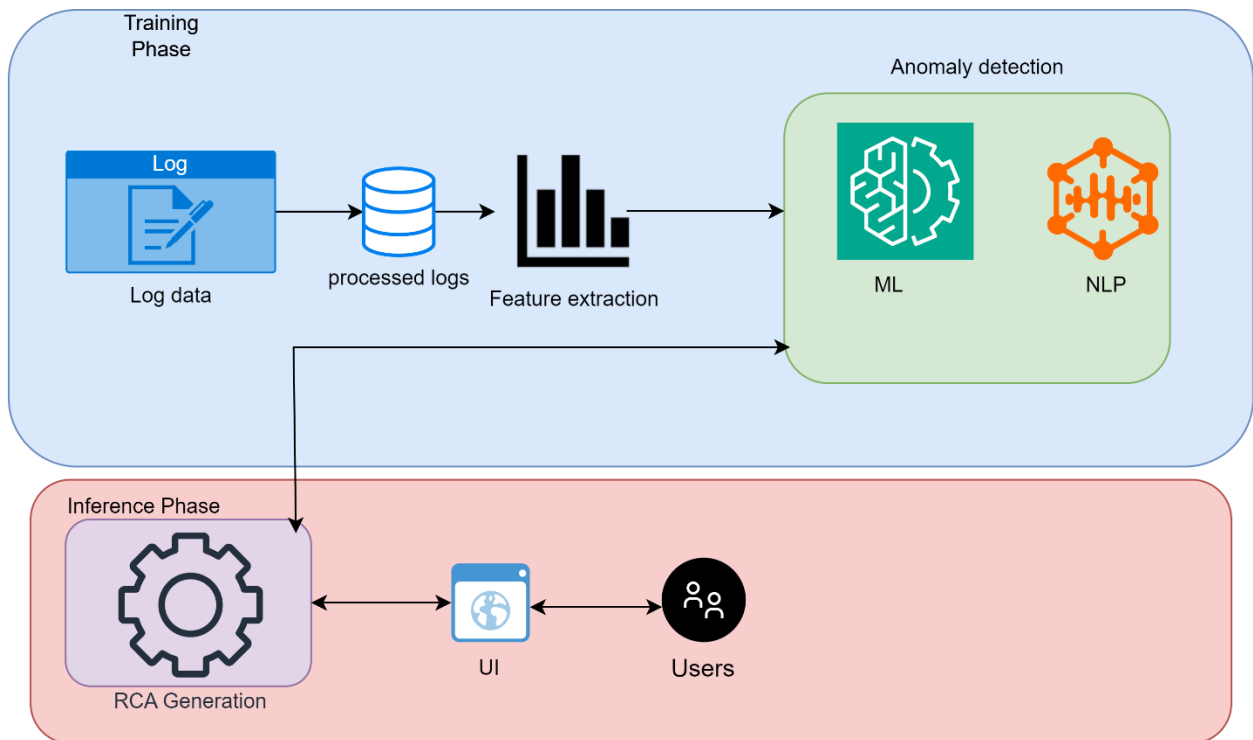 Training
Phase
Anomaly detection
Log
Log data
processed logs
Feature extraction
ML
NLP
Inference Phase
RCA Generation
UI
Users